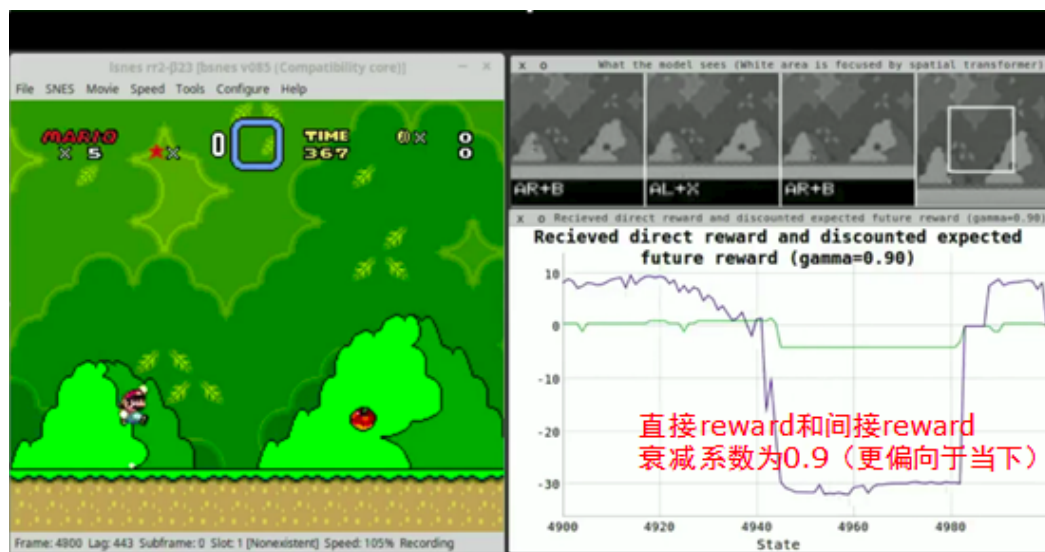 lsnes rr2-β23 [bsnes v085 (Compatibility core)]
File SNES Movie Speed Tools Configure Help
MARIO
TIME
× 5
★×
0
367
×
0
0
Frame: 4800 Lag: 443 Subframe: 0 Slot: 1 [Nonexistent] Speed: 105% Recording
x o What the model sees (White area is focused by spatial transformer)
AR+B
AL+X
AR+B
x o Recieved direct reward and discounted expected future reward (gamma=0.90)
Recieved direct reward and discounted expected
future reward (gamma=0.90)
10
0
-10
-20
-30
直接reward和间接reward
衰减系数为0.9（更偏向于当下）
4900 4920 4940 4960 4980
State